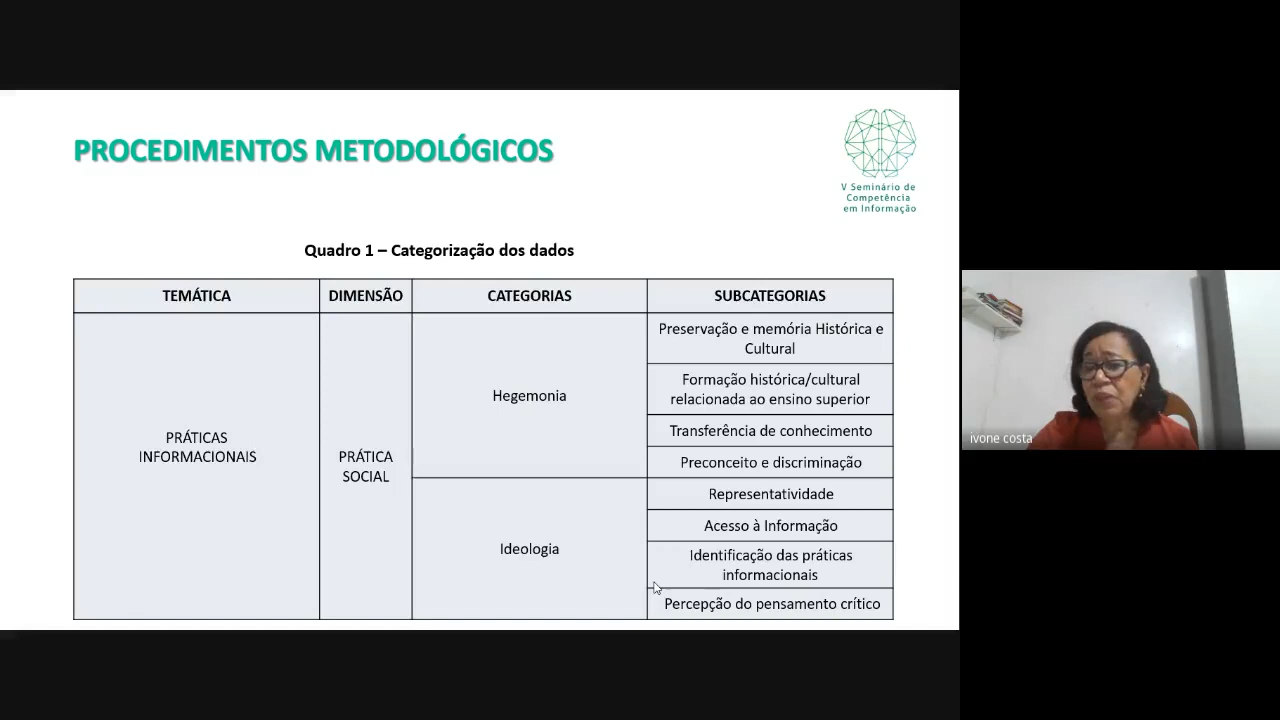 PROCEDIMENTOS METODOLÓGICOS
V Seminário de
Competência
em Informação
Quadro 1 – Categorização dos dados
TEMÁTICA
DIMENSÃO
CATEGORIAS
SUBCATEGORIAS
PRÁTICAS
INFORMACIONAIS
PRÁTICA
SOCIAL
Hegemonia
Preservação e memória Histórica e
Cultural
Formação histórica/cultural
relacionada ao ensino superior
Transferência de conhecimento
Preconceito e discriminação
Ideologia
Representatividade
Acesso à Informação
Identificação das práticas
informacionais
Percepção do pensamento crítico
ivone costa